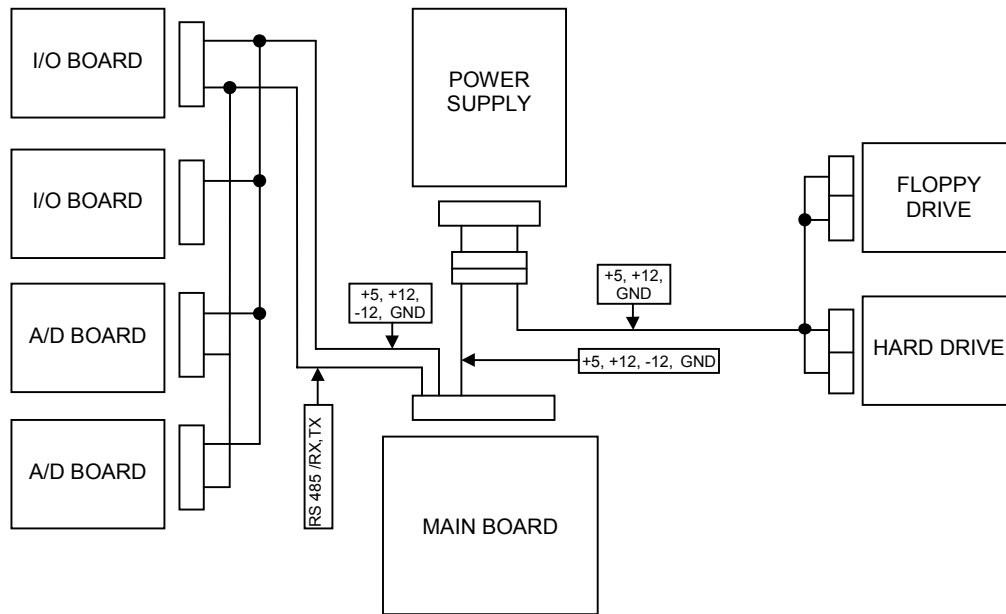 I/O BOARD
I/O BOARD
A/D BOARD
A/D BOARD
POWER
SUPPLY
+5, +12,
-12, GND
RS 485 /RX,TX
+5, +12,
GND
+5, +12, -12, GND
MAIN BOARD
FLOPPY
DRIVE
HARD DRIVE